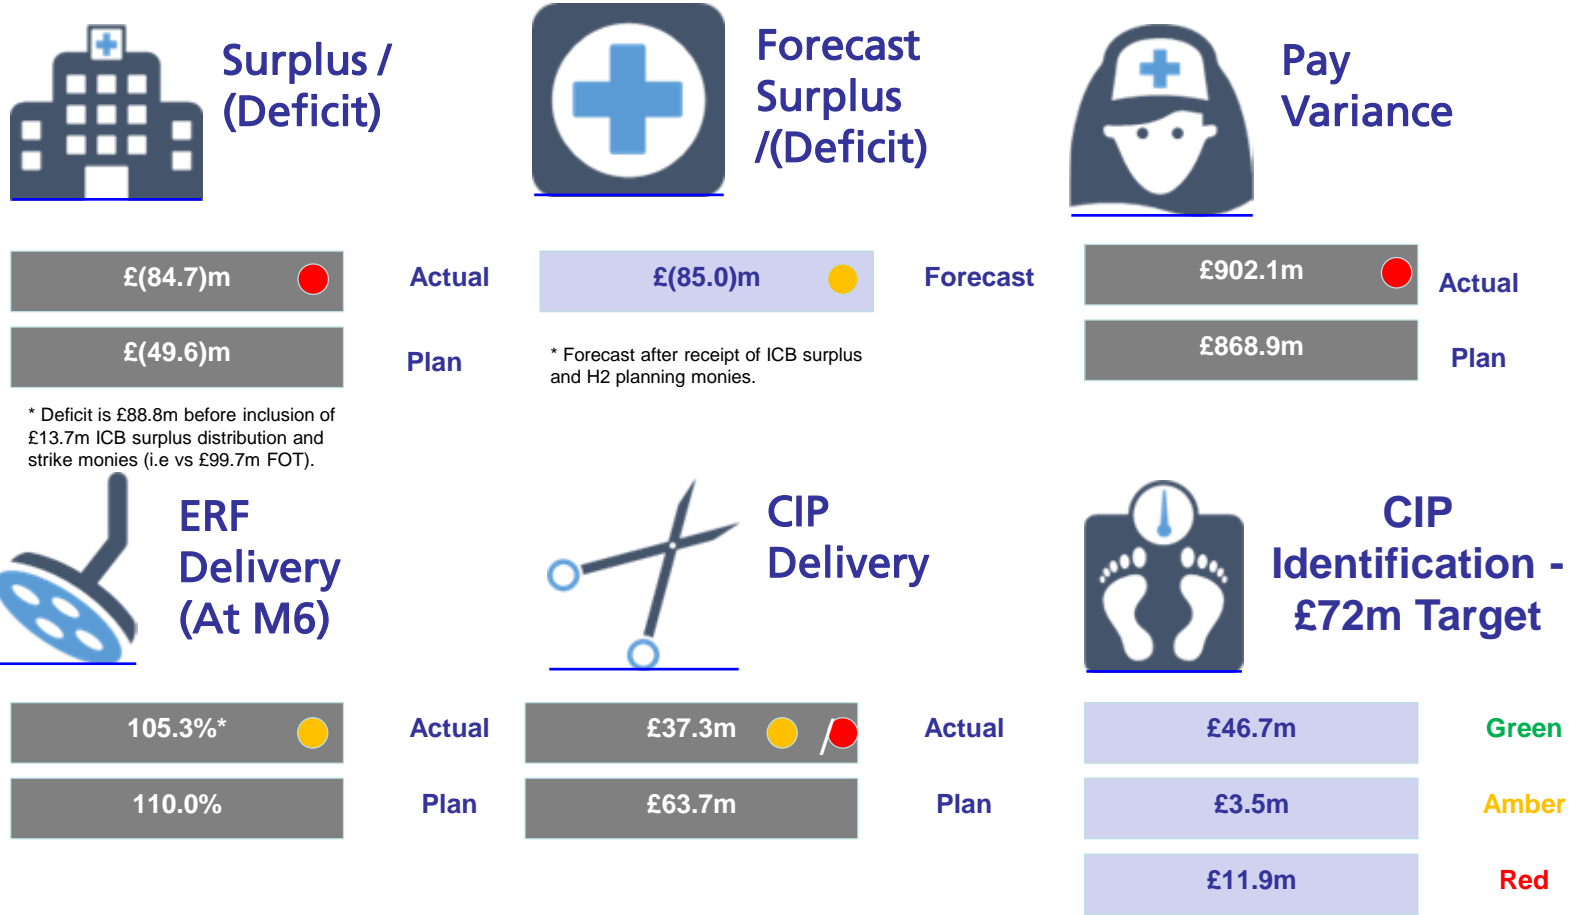 Surplus /
(Deficit)
£(84.7)m
Actual
£(49.6)m
Plan
* Deficit is £88.8m before inclusion of
£13.7m ICB surplus distribution and
strike monies (i.e vs £99.7m FOT).
Forecast
Surplus
/(Deficit)
£(85.0)m
Forecast
* Forecast after receipt of ICB surplus
and H2 planning monies.
Pay
Variance
£902.1m
Actual
£868.9m
Plan
ERF
Delivery
(At M6)
105.3%*
Actual
110.0%
Plan
CIP
Delivery
£37.3m
/
Actual
£63.7m
Plan
CIP
Identification -
£72m Target
£46.7m
Green
£3.5m
Amber
£11.9m
Red